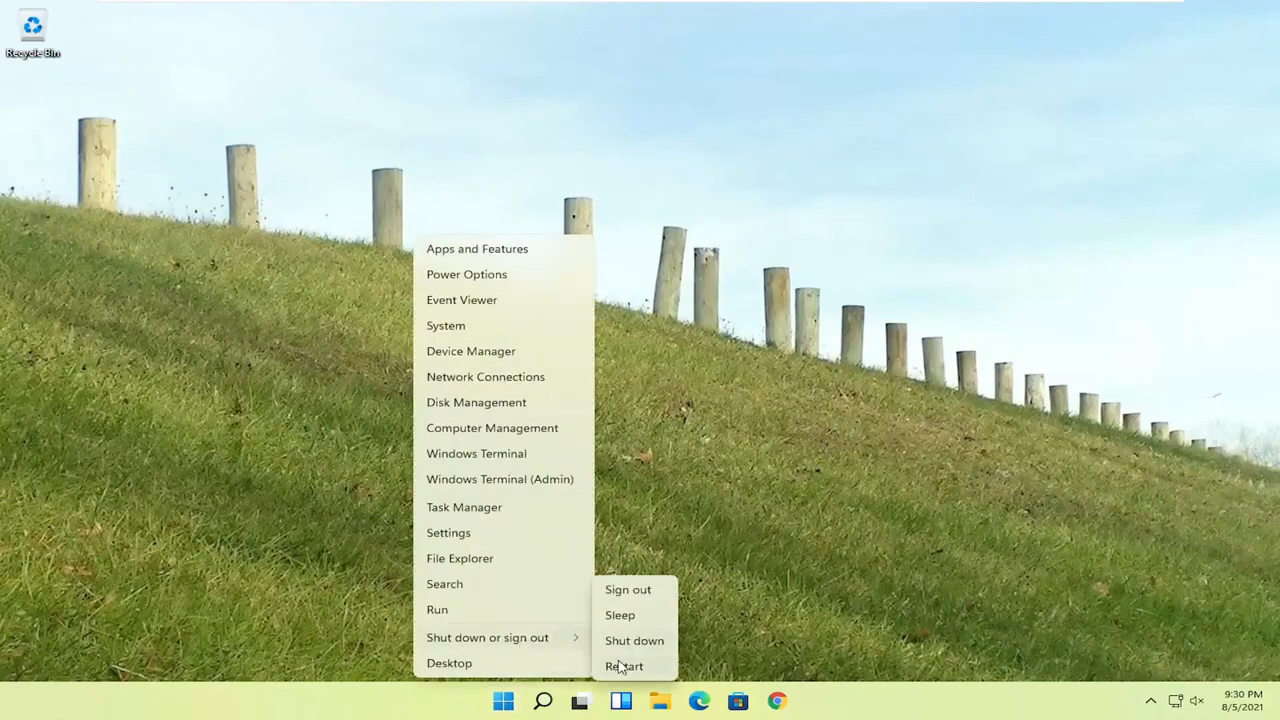 Recycle Bin
Apps and Features
Power Options
Event Viewer
System
Device Manager
Network Connections
Disk Management
Computer Management
Windows Terminal
Windows Terminal (Admin)
Task Manager
Settings
File Explorer
Search
Run
Shut down or sign out
Desktop
Sign out
Sleep
Shut down
Restart
9:30 PM
8/5/2021